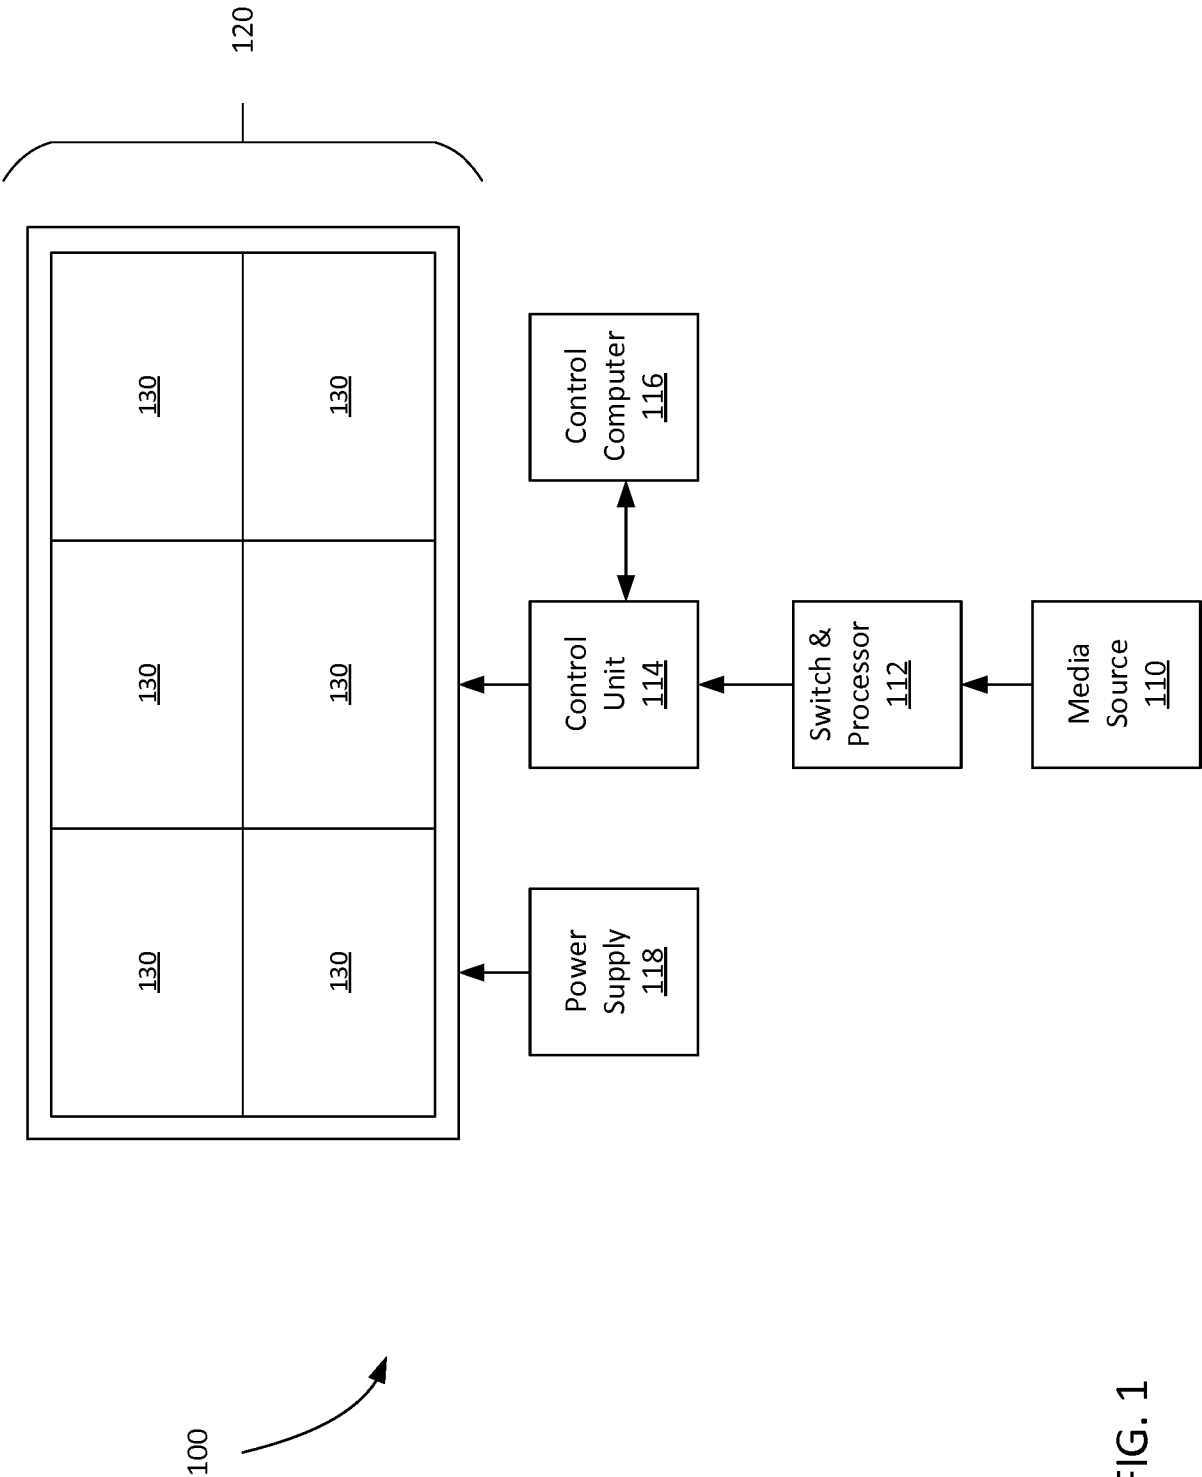 100
120
130
130
130
130
130
130
Power
Supply
118
Control
Unit
114
Control
Computer
116
Switch &
Processor
112
Media
Source
110
FIG. 1